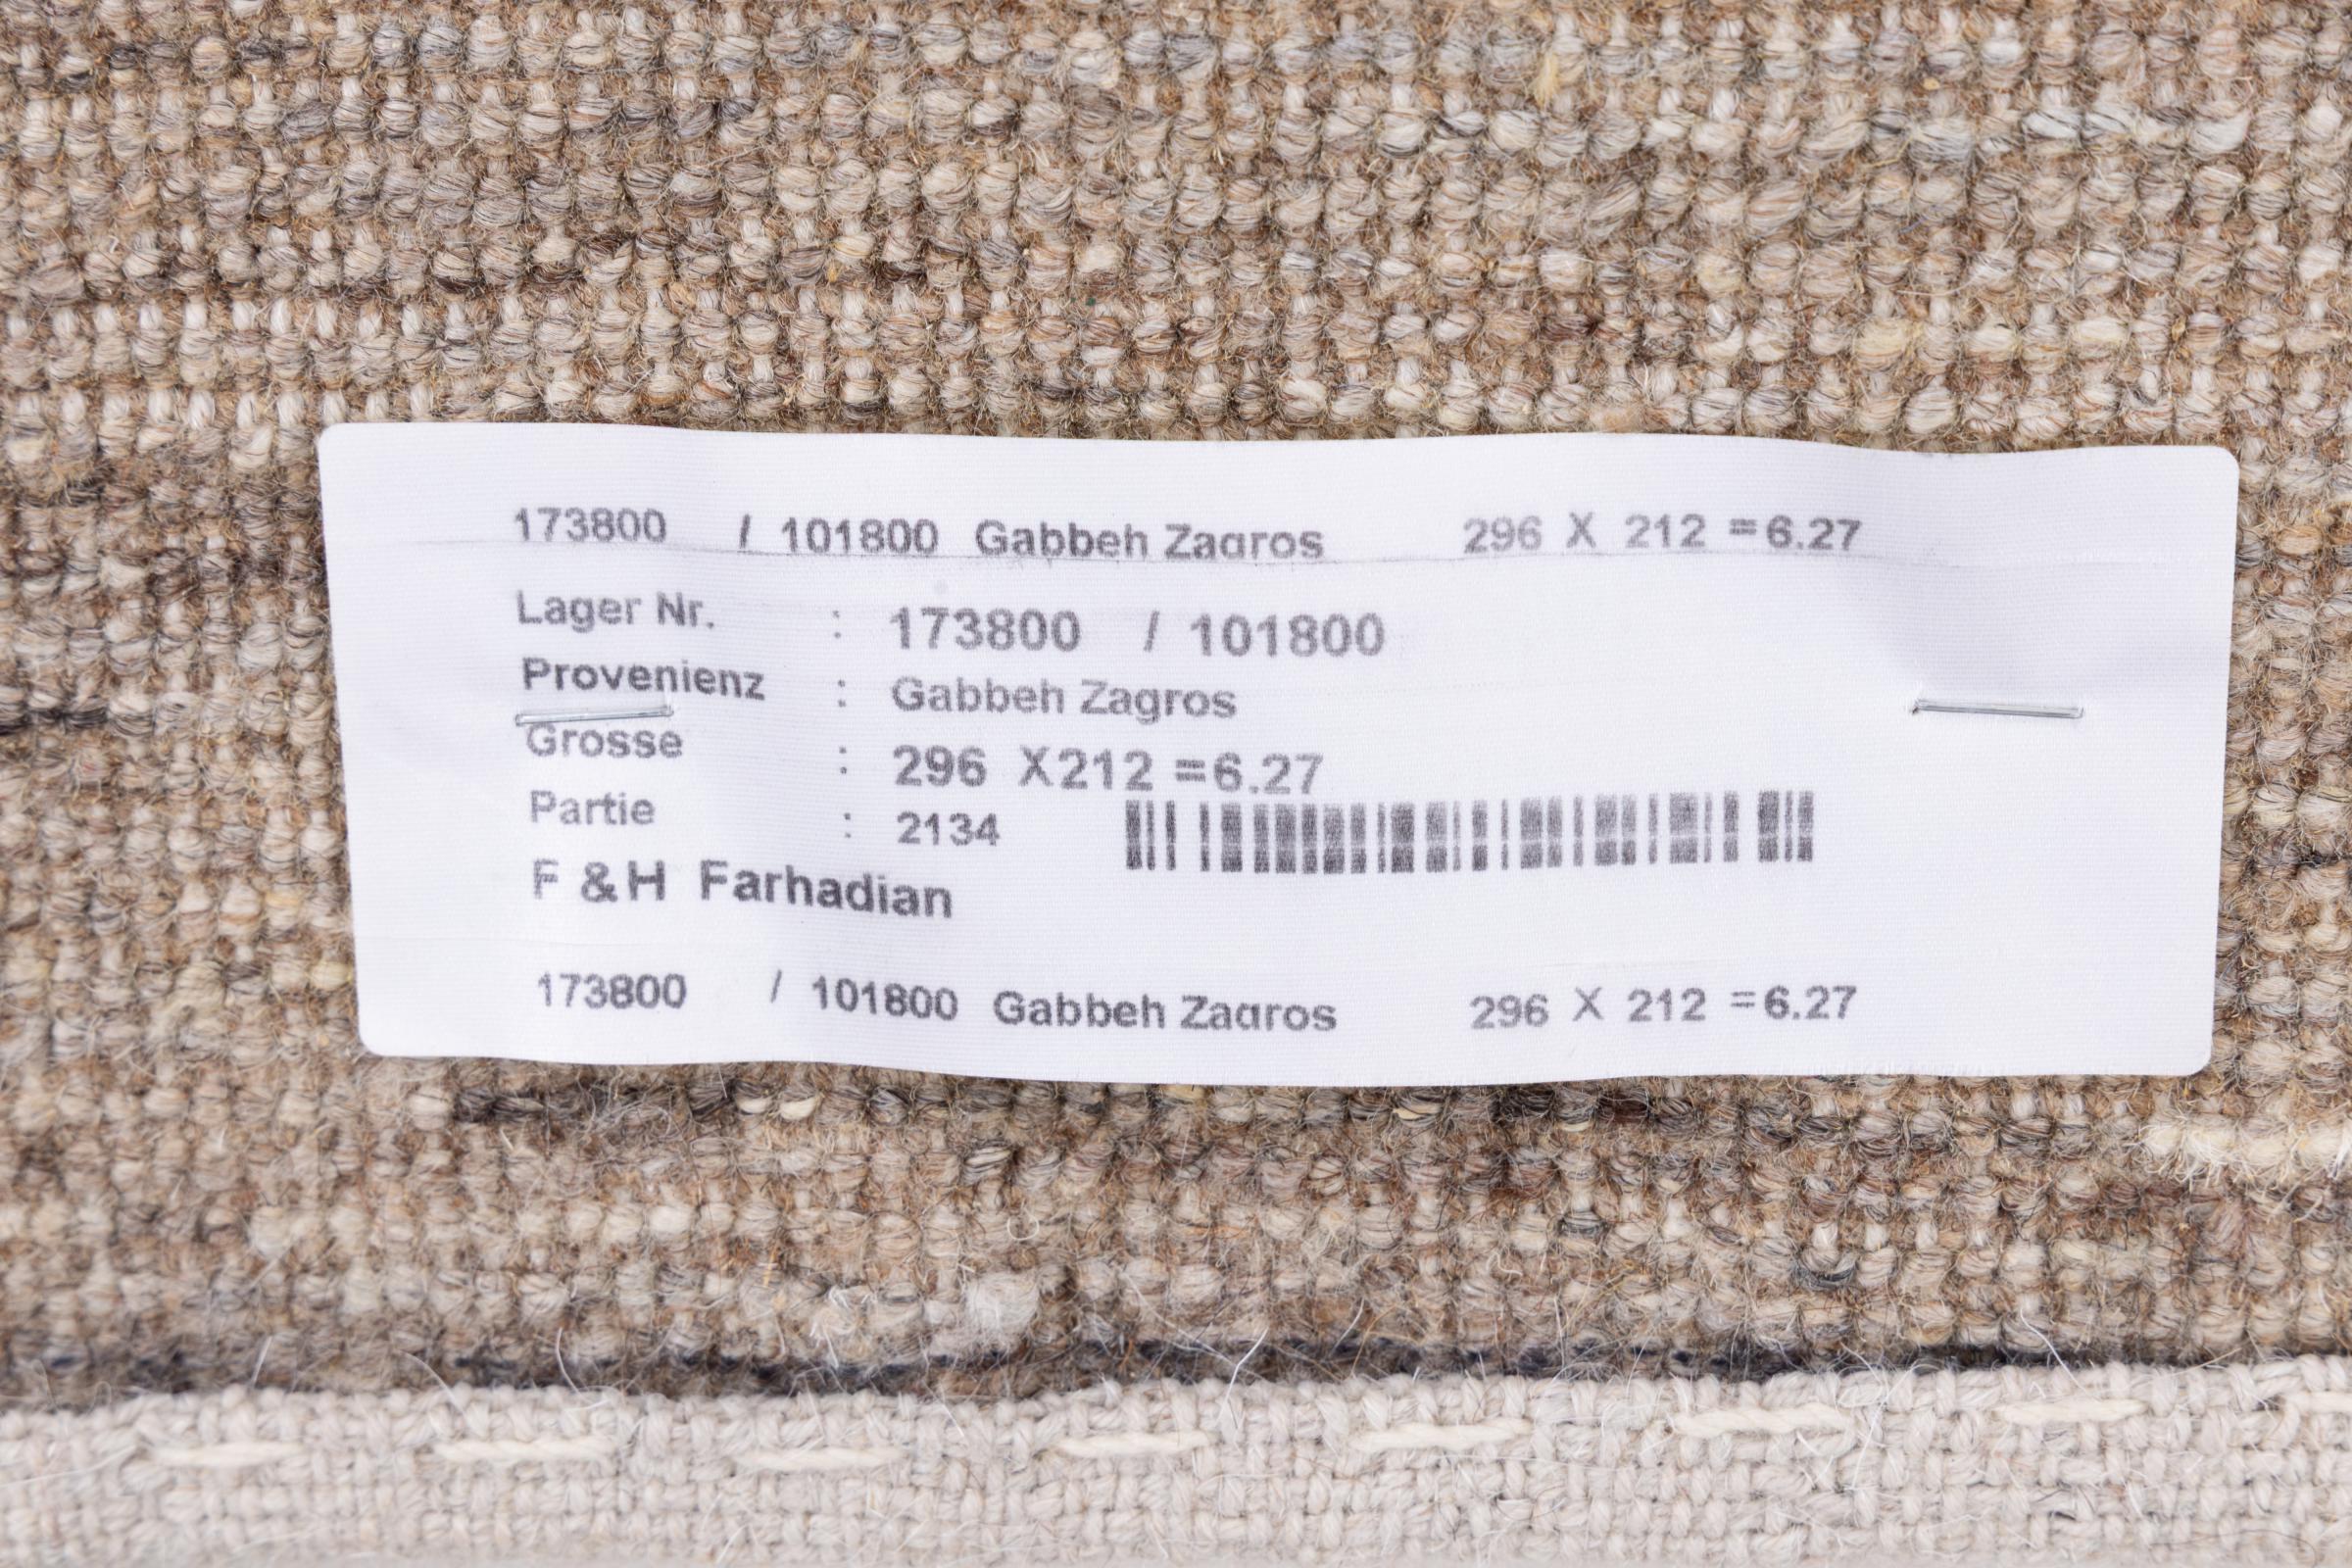 173800 / 101800 Gabbeh Zagros 296 X 212 =6.27
Lager Nr. : 173800 / 101800
Provenienz : Gabbeh Zagros
Grosse : 296 X212 =6.27
Partie : 2134
F &H Farhadian
173800 / 101800 Gabbeh Zagros 296 X 212 =6.27